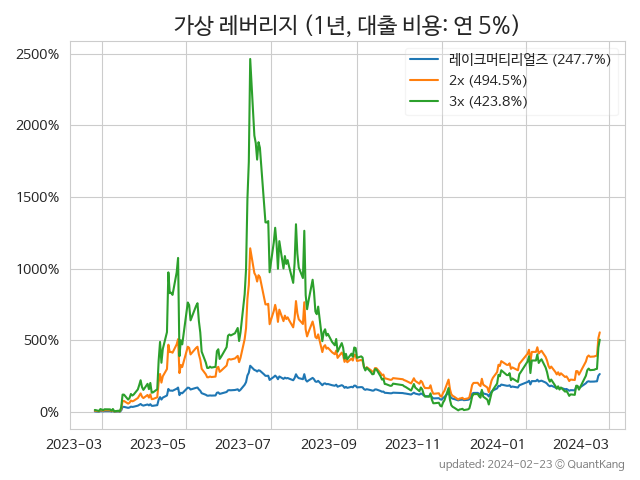 가상 레버리지 (1년, 대출 비용: 연 5%)
레이크머티리얼즈 (247.7%)
2x (494.5%)
3x (423.8%)
2500%
2000%
1500%
1000%
500%
0%
2023-03
2023-05
2023-07
2023-09
2023-11
2024-01
2024-03
updated: 2024-02-23 © QuantKang